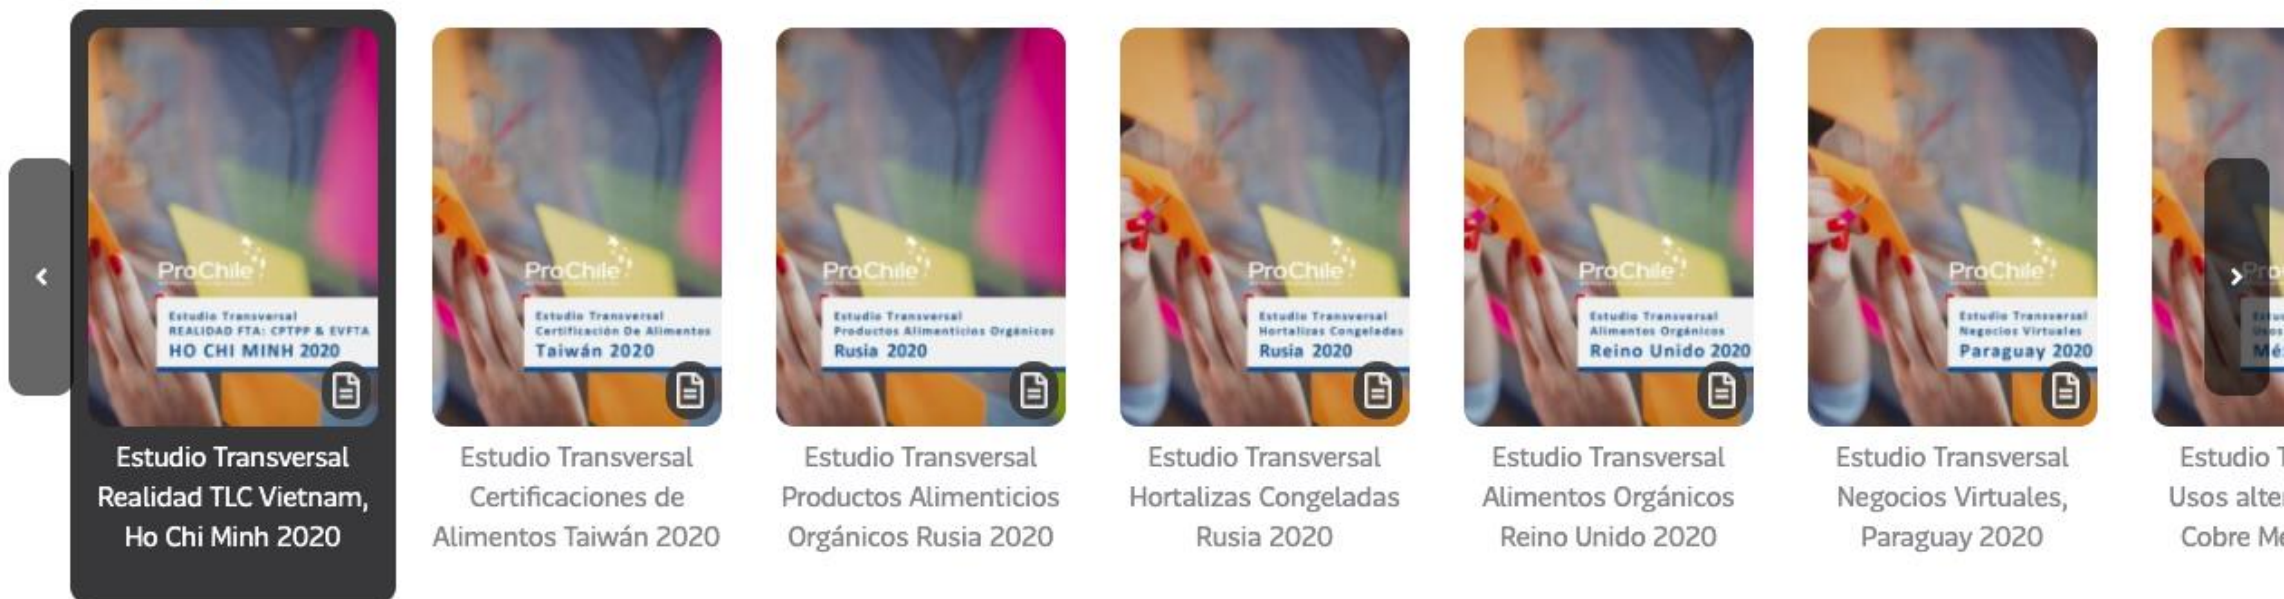 ProChile
Estudio Transversal
REALIDAD FTA: CPTPP & EVFTA
HO CHI MINH 2020
Estudio Transversal
Realidad TLC Vietnam,
Ho Chi Minh 2020
ProChile
Estudio Transversal
Certificación De Alimentos
Taiwán 2020
Estudio Transversal
Certificaciones de
Alimentos Taiwán 2020
ProChile
Estudio Transversal
Productos Alimenticios Orgánicos
Rusia 2020
Estudio Transversal
Productos Alimenticios
Orgánicos Rusia 2020
ProChile
Estudio Transversal
Hortalizas Congeladas
Rusia 2020
Estudio Transversal
Hortalizas Congeladas
Rusia 2020
ProChile
Estudio Transversal
Alimentos Orgánicos
Reino Unido 2020
Estudio Transversal
Alimentos Orgánicos
Reino Unido 2020
ProChile
Estudio Transversal
Negocios Virtuales
Paraguay 2020
Estudio Transversal
Negocios Virtuales,
Paraguay 2020
Estudio
Usos
Cobre